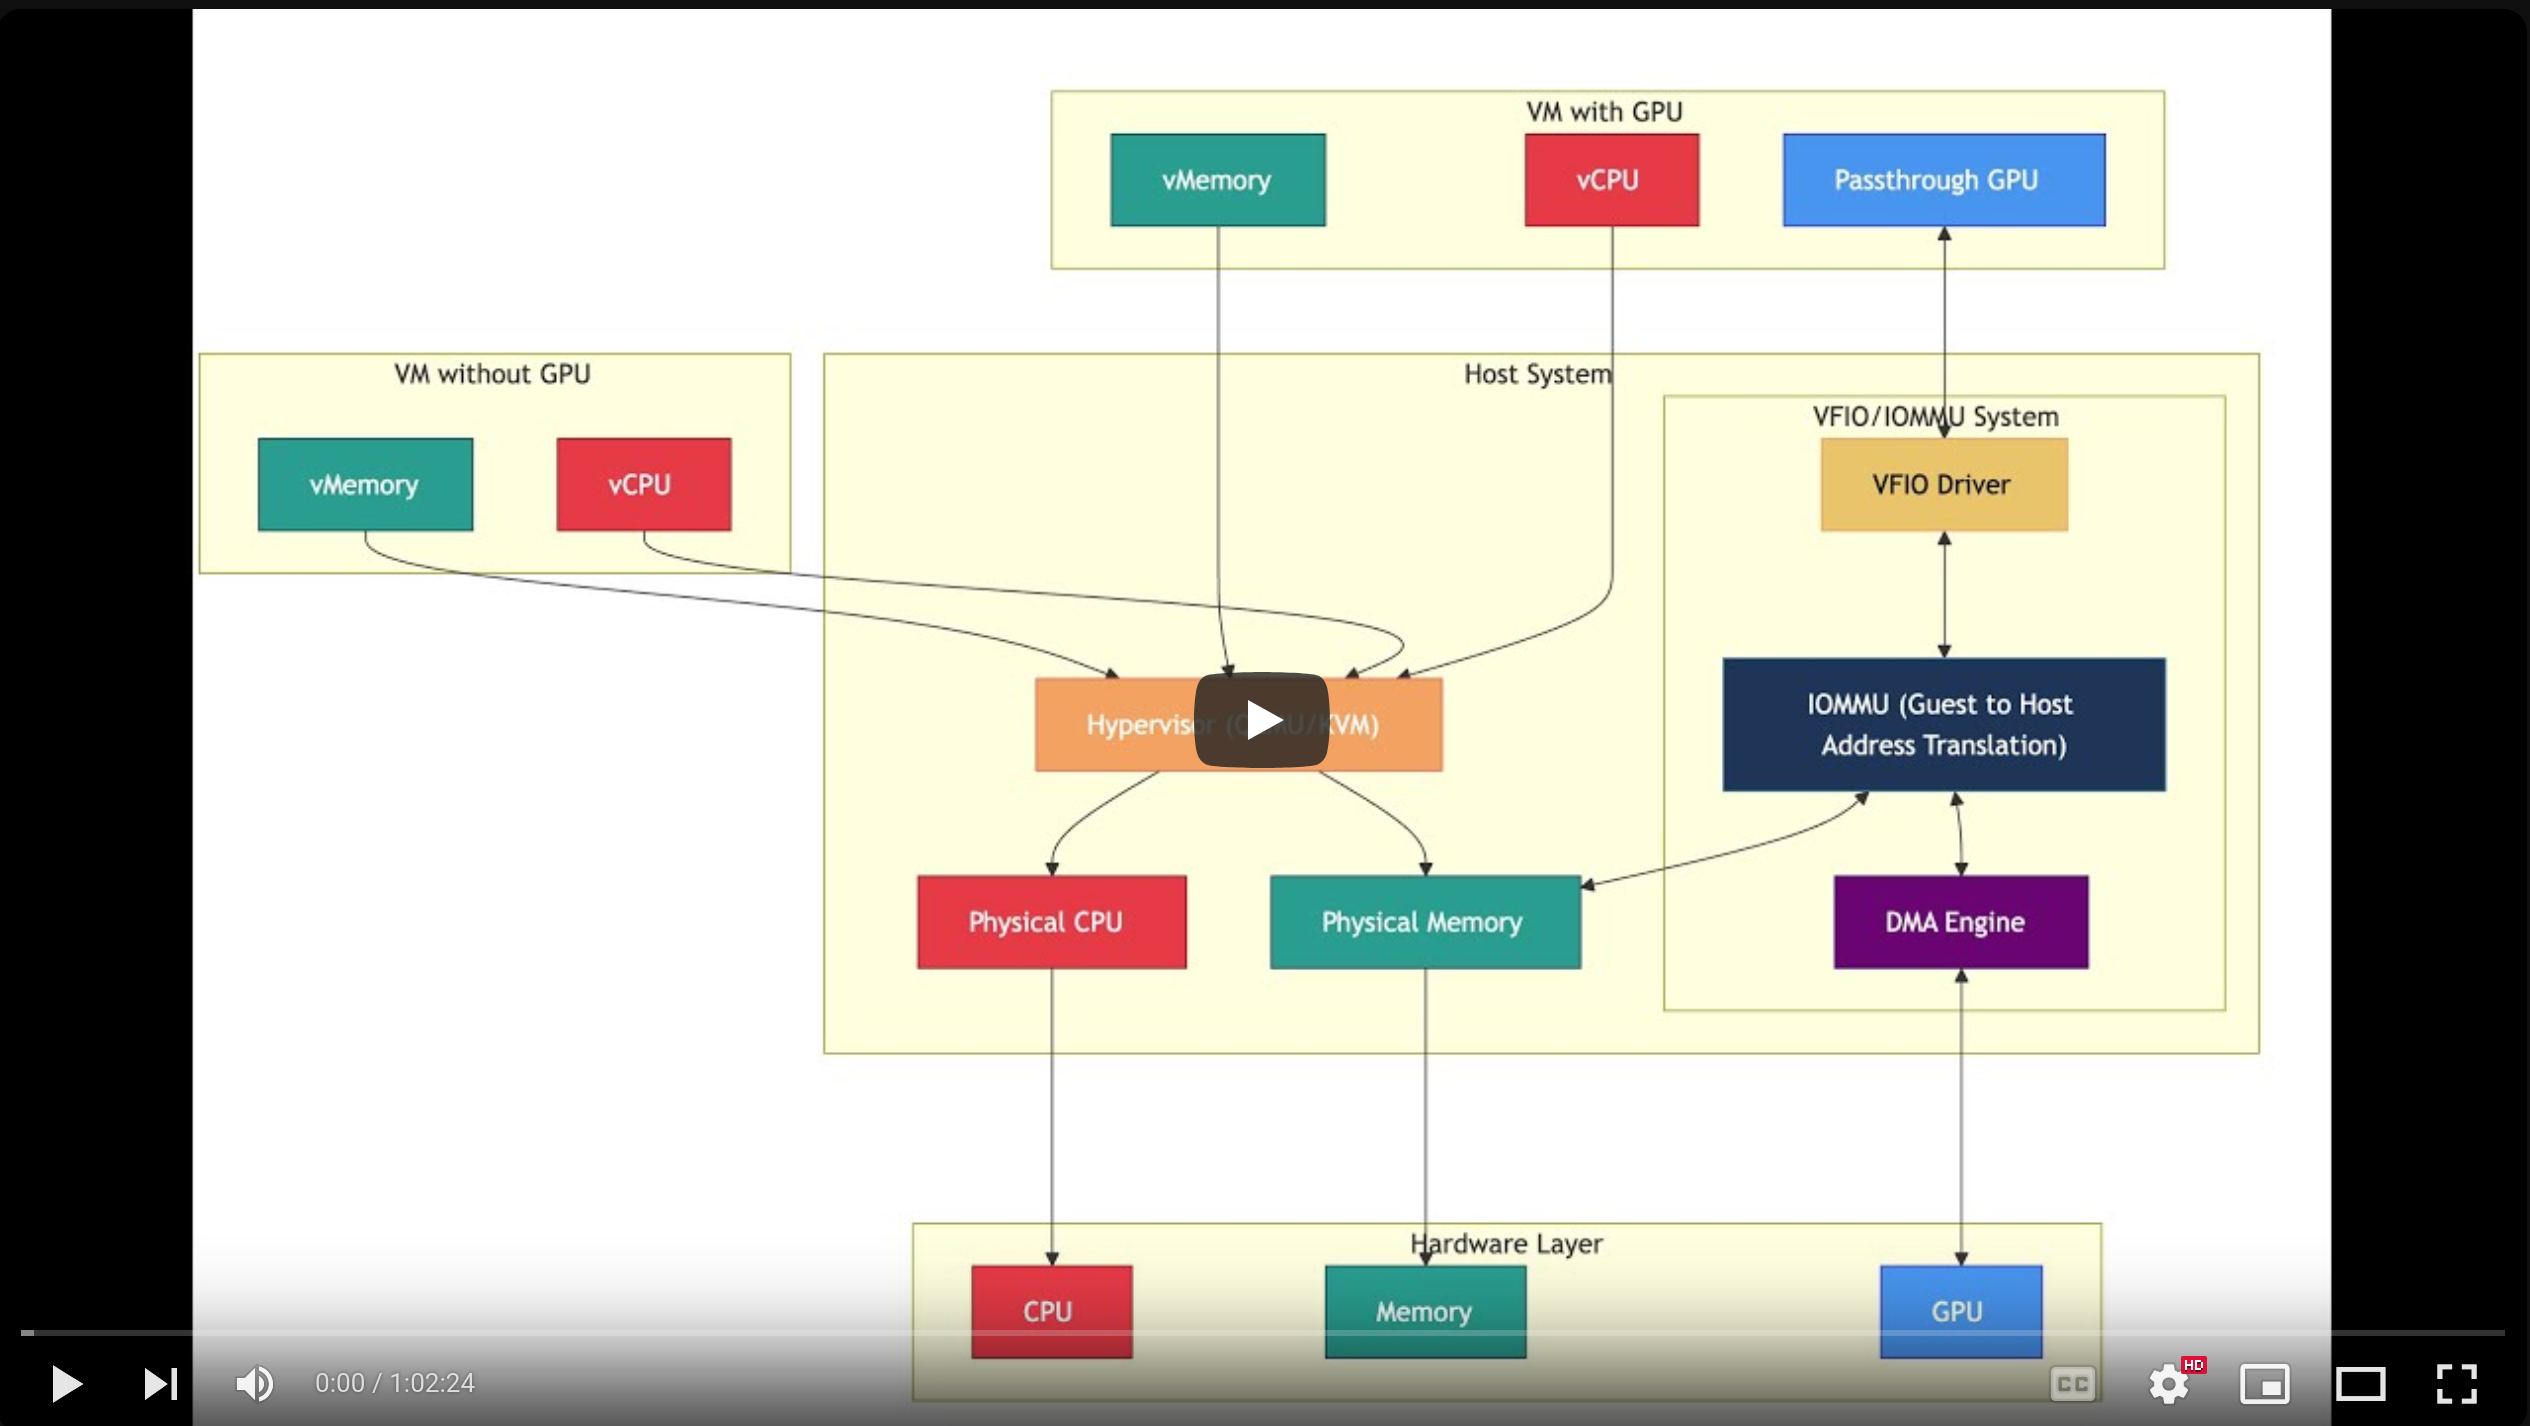 VM with GPU
vMemory
vCPU
Passthrough GPU
VM without GPU
Host System
VFIO/IOMMU System
vMemory
vCPU
VFIO Driver
Hypervisor (QEMU/KVM)
IOMMU (Guest to Host
Address Translation)
Physical CPU
Physical Memory
DMA Engine
Hardware Layer
CPU
Memory
GPU
0:00 / 1:02:24
CC
HD